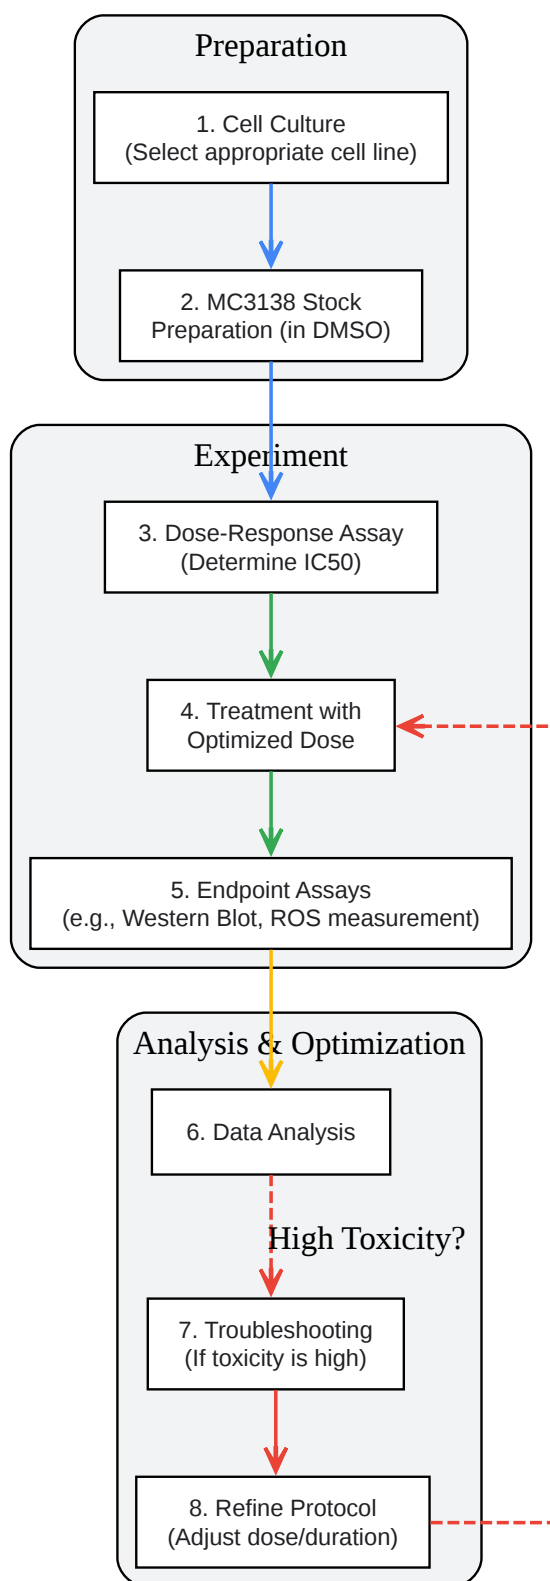 Preparation
1. Cell Culture
(Select appropriate cell line)
2. MC3138 Stock
Preparation (in DMSO)
Experiment
3. Dose-Response Assay
(Determine IC50)
4. Treatment with
Optimized Dose
5. Endpoint Assays
(e.g., Western Blot, ROS measurement)
Analysis & Optimization
6. Data Analysis
High Toxicity?
7. Troubleshooting
(If toxicity is high)
8. Refine Protocol
(Adjust dose/duration)